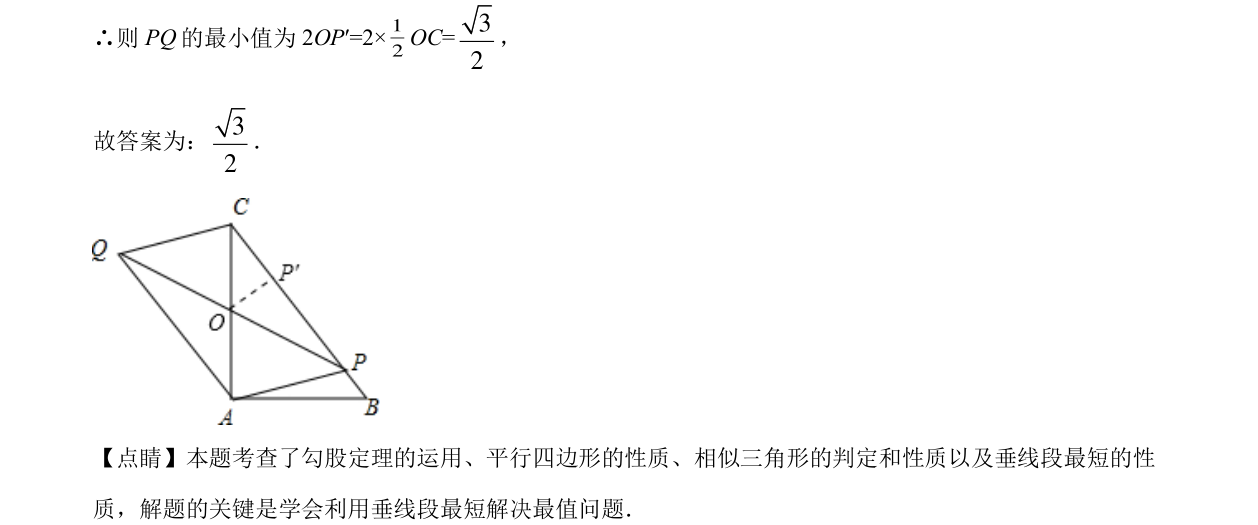 ∴则 PQ 的最小值为 2OP′=2×1/2 OC=√3/2，
故答案为：√3/2．
C
Q
P′
O
P
A
B
【点睛】本题考查了勾股定理的运用、平行四边形的性质、相似三角形的判定和性质以及垂线段最短的性
质，解题的关键是学会利用垂线段最短解决最值问题．